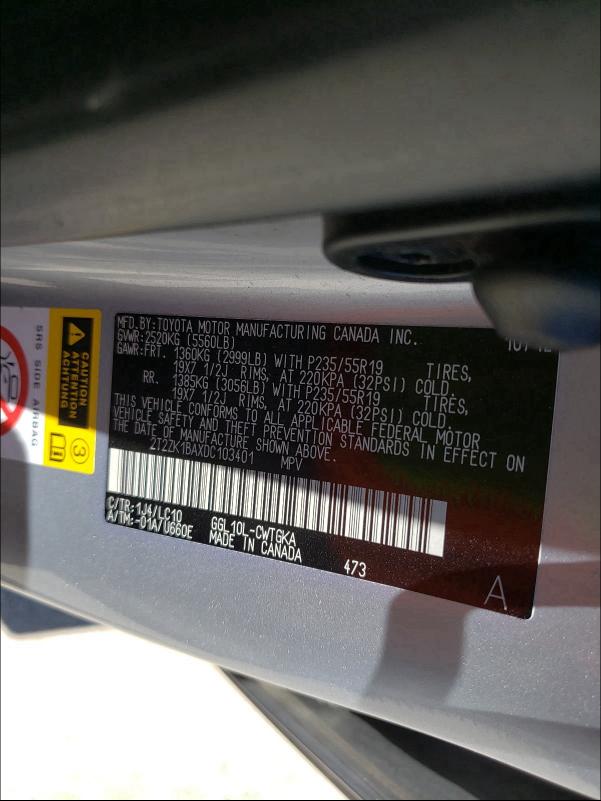 MFD.BY:TOYOTA MOTOR MANUFACTURING CANADA INC.
GVWR:2520KG (5560LB)
GAWR:FRT. 1360KG (2999LB) WITH P235/55R19 TIRES,
19X7 1/2J RIMS, AT 220KPA (32PSI) COLD.
RR. 1385KG (3056LB) WITH P235/55R19 TIRES,
19X7 1/2J RIMS, AT 220KPA (32PSI) COLD.
THIS VEHICLE CONFORMS TO ALL APPLICABLE FEDERAL MOTOR
VEHICLE SAFETY AND THEFT PREVENTION STANDARDS IN EFFECT ON
THE DATE OF MANUFACTURE SHOWN ABOVE.
2T2ZK1BAXDC103401 MPV
C/TR:1J4/LC10 GGL10L-CWTGKA
A/TM:-01A/U660E MADE IN CANADA 473
A
CAUTION
ATTENTION
ACHTUNG
3
SRS SIDE AIRBAG